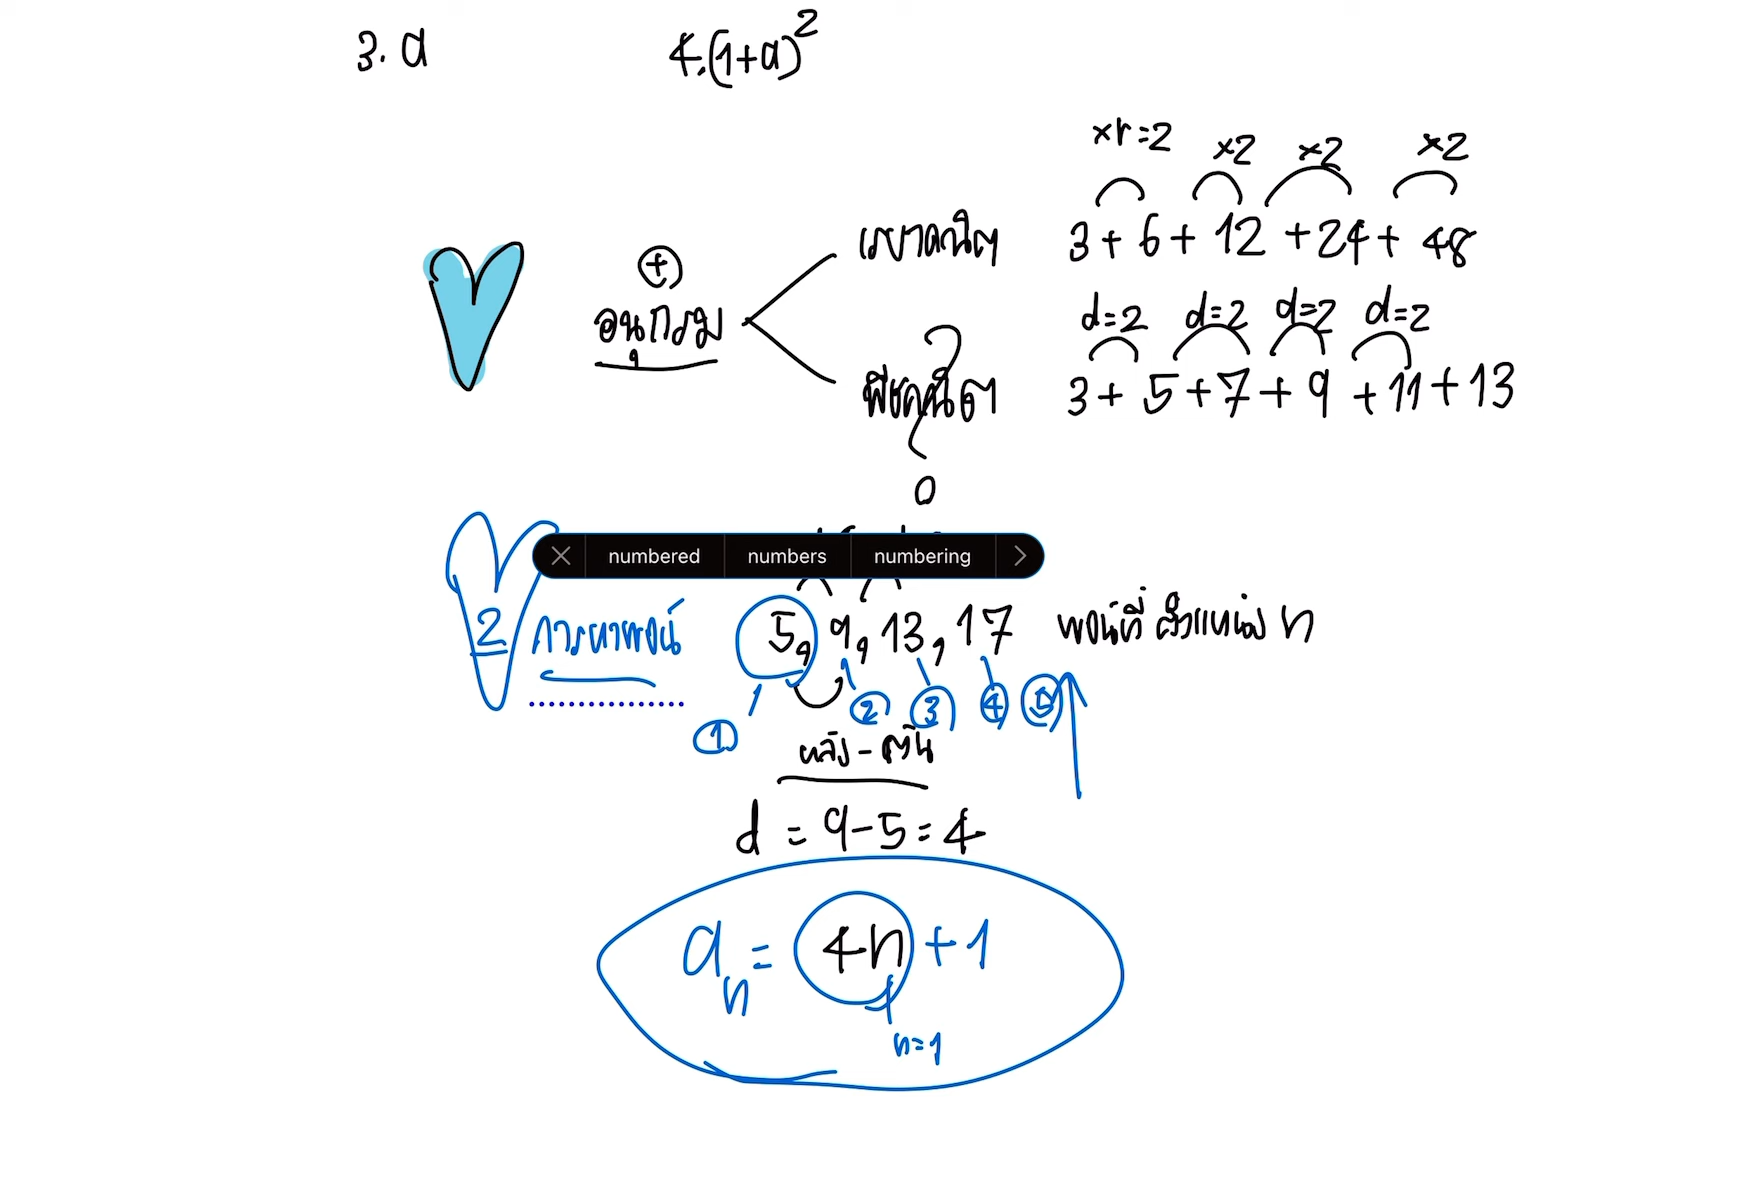 3. a 4. (1+a)²
×r=2 ×2 ×2 ×2
เรขาคณิต 3 + 6 + 12 + 24 + 48
(+)
อนุกรม
d=2 d=2 d=2 d=2
พีชคณิต 3 + 5 + 7 + 9 + 11 + 13
0
numbered numbers numbering
2 การหาพจน์ 5, 9, 13, 17 พจน์ที่ ตำแหน่ง n
1 2 3 4 5
หลัง - ต้น
d = 9 - 5 = 4
aₙ = 4n + 1
n=1